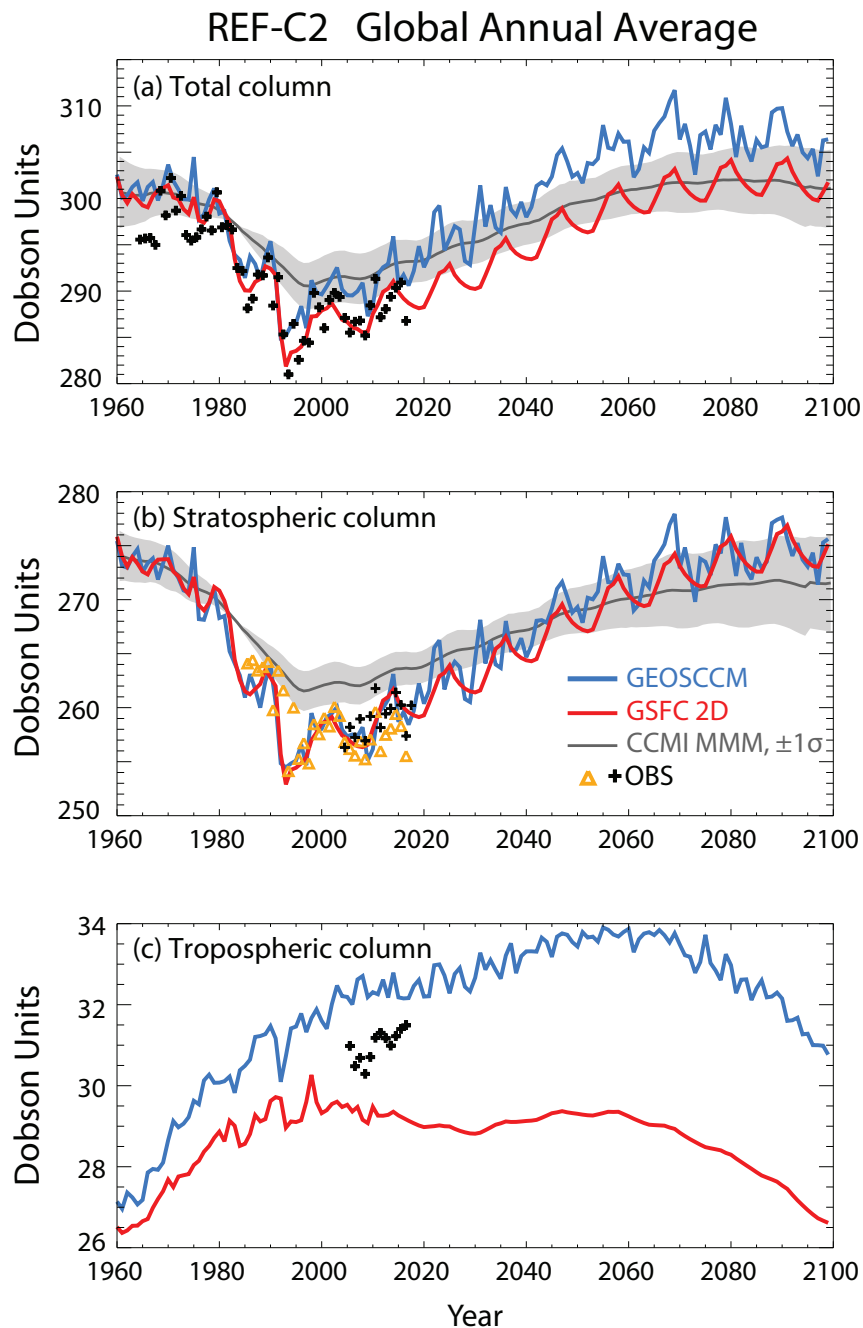 REF-C2 Global Annual Average
(a) Total column
Dobson Units
310
300
290
280
1960 1980 2000 2020 2040 2060 2080 2100
(b) Stratospheric column
Dobson Units
280
270
260
250
GEOSCCM
GSFC 2D
CCMI MMM, ±1σ
OBS
1960 1980 2000 2020 2040 2060 2080 2100
(c) Tropospheric column
Dobson Units
34
32
30
28
26
1960 1980 2000 2020 2040 2060 2080 2100
Year